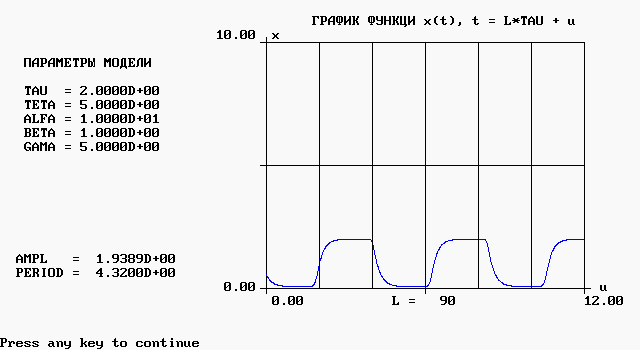 ГРАФИК ФУНКЦИ x(t), t = L*TAU + u
10.00 x
ПАРАМЕТРЫ МОДЕЛИ
TAU = 2.0000D+00
TETA = 5.0000D+00
ALFA = 1.0000D+01
BETA = 1.0000D+00
GAMA = 5.0000D+00
AMPL = 1.9389D+00
PERIOD = 4.3200D+00
0.00 u
0.00 L = 90 12.00
Press any key to continue